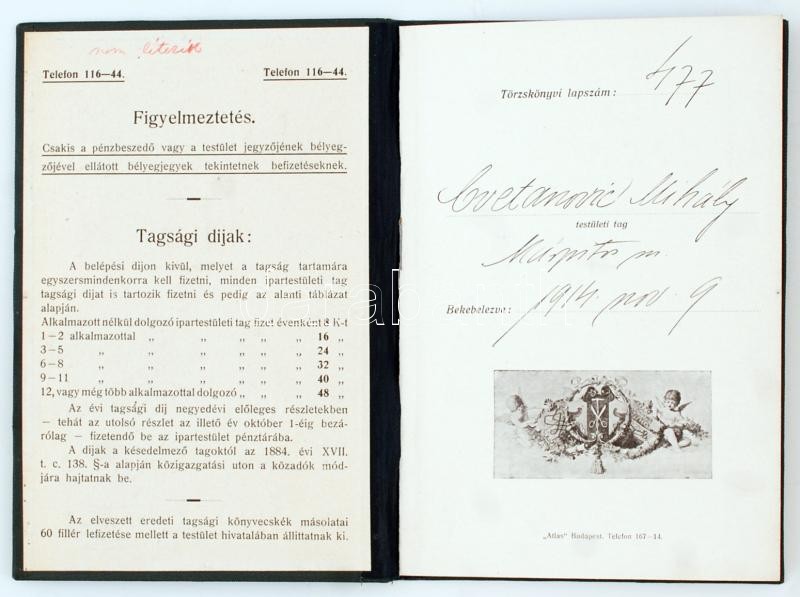 nem létezik
Telefon 116—44. Telefon 116—44.
Figyelmeztetés.
Csakis a pénzbeszedő vagy a testület jegyzőjének bélyeg-
zőjével ellátott bélyegjegyek tekintetnek befizetéseknek.
Tagsági dijak:
A belépési dijon kivül, melyet a tagság tartamára
egyszersmindenkorra kell fizetni, minden ipartestületi tag
tagsági dijat is tartozik fizetni és pedig az alanti táblázat
alapján.
Alkalmazott nélkül dolgozó ipartestületi tag fizet évenként 8 K-t
1—2 alkalmazottal „ „ „ „ „ 16 „
3—5 „ „ „ „ „ „ 24 „
6—8 „ „ „ „ „ „ 32 „
9—11 „ „ „ „ „ „ 40 „
12, vagy még több alkalmazottal dolgozó „ „ „ 48 „
Az évi tagsági dij negyedévi előleges részletekben
– tehát az utolsó részlet az illető év október 1-éig bezá-
rólag – fizetendő be az ipartestület pénztárába.
A dijak a késedelmező tagoktól az 1884. évi XVII.
t. c. 138. §-a alapján közigazgatási uton a közadók mód-
jára hajtatnak be.
Az elveszett eredeti tagsági könyvecskék másolatai
60 fillér lefizetése mellett a testület hivatalában állittatnak ki.
Törzskönyvi lapszám: 477
Cvetanovic Mihály
testületi tag
m.
Bekebelezve: 1914. nov. 9
„Atlas" Budapest. Telefon 167—14.